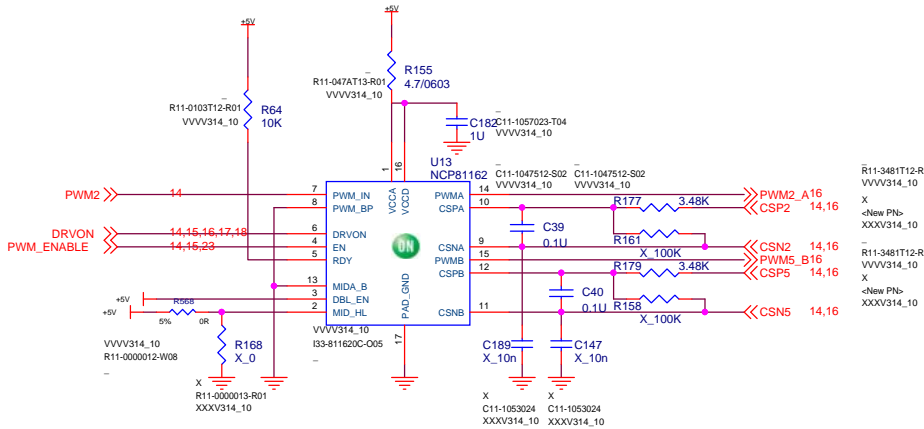 +5V
+5V
R155
4.7/0603
R11-047AT13-R01
VVVV314_10
R11-0103T12-R01
VVVV314_10
R64
10K
C182
1U
C11-1057023-T04
VVVV314_10
1
16
VCCA
VCCD
U13
NCP81162
C11-1047512-S02
VVVV314_10
C11-1047512-S02
VVVV314_10
PWM2
14
7
PWM_IN
8
PWM_BP
DRVON
14,15,16,17,18
6
DRVON
PWM_ENABLE
14,15,23
4
EN
5
RDY
13
MIDA_B
3
DBL_EN
2
MID_HL
ON
PAD_GND
17
PWMA
14
CSPA
10
CSNA
9
PWMB
15
CSPB
12
CSNB
11
PWM2_A
16
R177
3.48K
CSP2
14,16
C39
0.1U
R161
X_100K
CSN2
14,16
PWM5_B
16
R179
3.48K
CSP5
14,16
C40
0.1U
R158
X_100K
CSN5
14,16
R11-3481T12-R
VVVV314_10
X
<New PN>
XXXV314_10
R11-3481T12-R
VVVV314_10
X
<New PN>
XXXV314_10
+5V
+5V
R568
5%
0R
VVVV314_10
R11-0000012-W08
R168
X_0
X
R11-0000013-R01
XXXV314_10
VVVV314_10
I33-811620C-O05
C189
X_10n
C147
X_10n
X
C11-1053024
XXXV314_10
X
C11-1053024
XXXV314_10